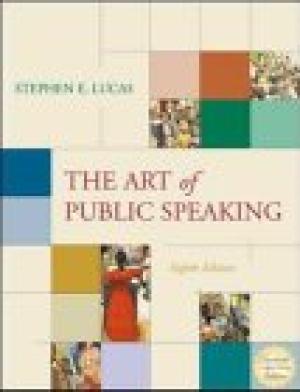 STEPHEN E. LUCAS
THE ART of
PUBLIC SPEAKING
Eighth Edition